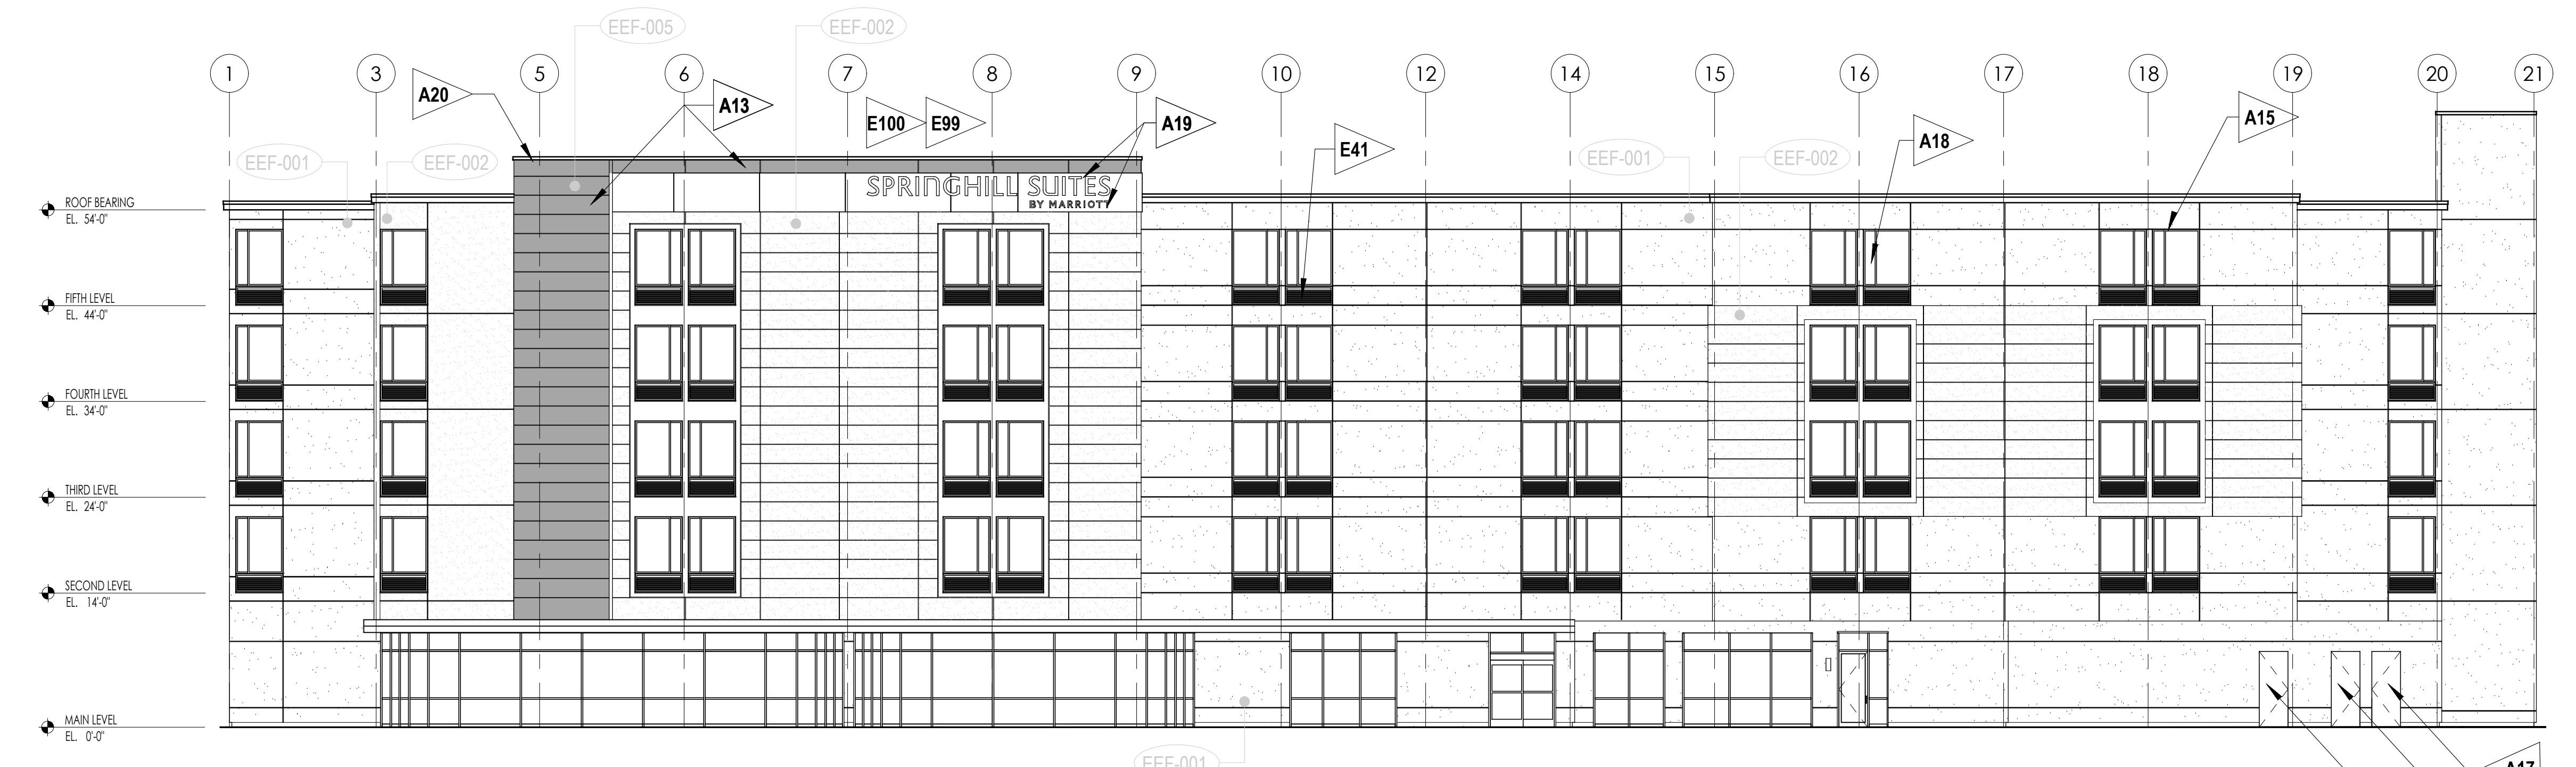 EEF-005
EEF-002
1
3
5
6
7
8
9
10
12
14
15
16
17
18
19
20
21
A20
A13
E100
E99
A19
E41
A18
A15
EEF-001
EEF-002
EEF-001
EEF-002
SPRINGHILL SUITES
BY MARRIOTT
ROOF BEARING
EL. 54'-0"
FIFTH LEVEL
EL. 44'-0"
FOURTH LEVEL
EL. 34'-0"
THIRD LEVEL
EL. 24'-0"
SECOND LEVEL
EL. 14'-0"
MAIN LEVEL
EL. 0'-0"
EEF-001
A17